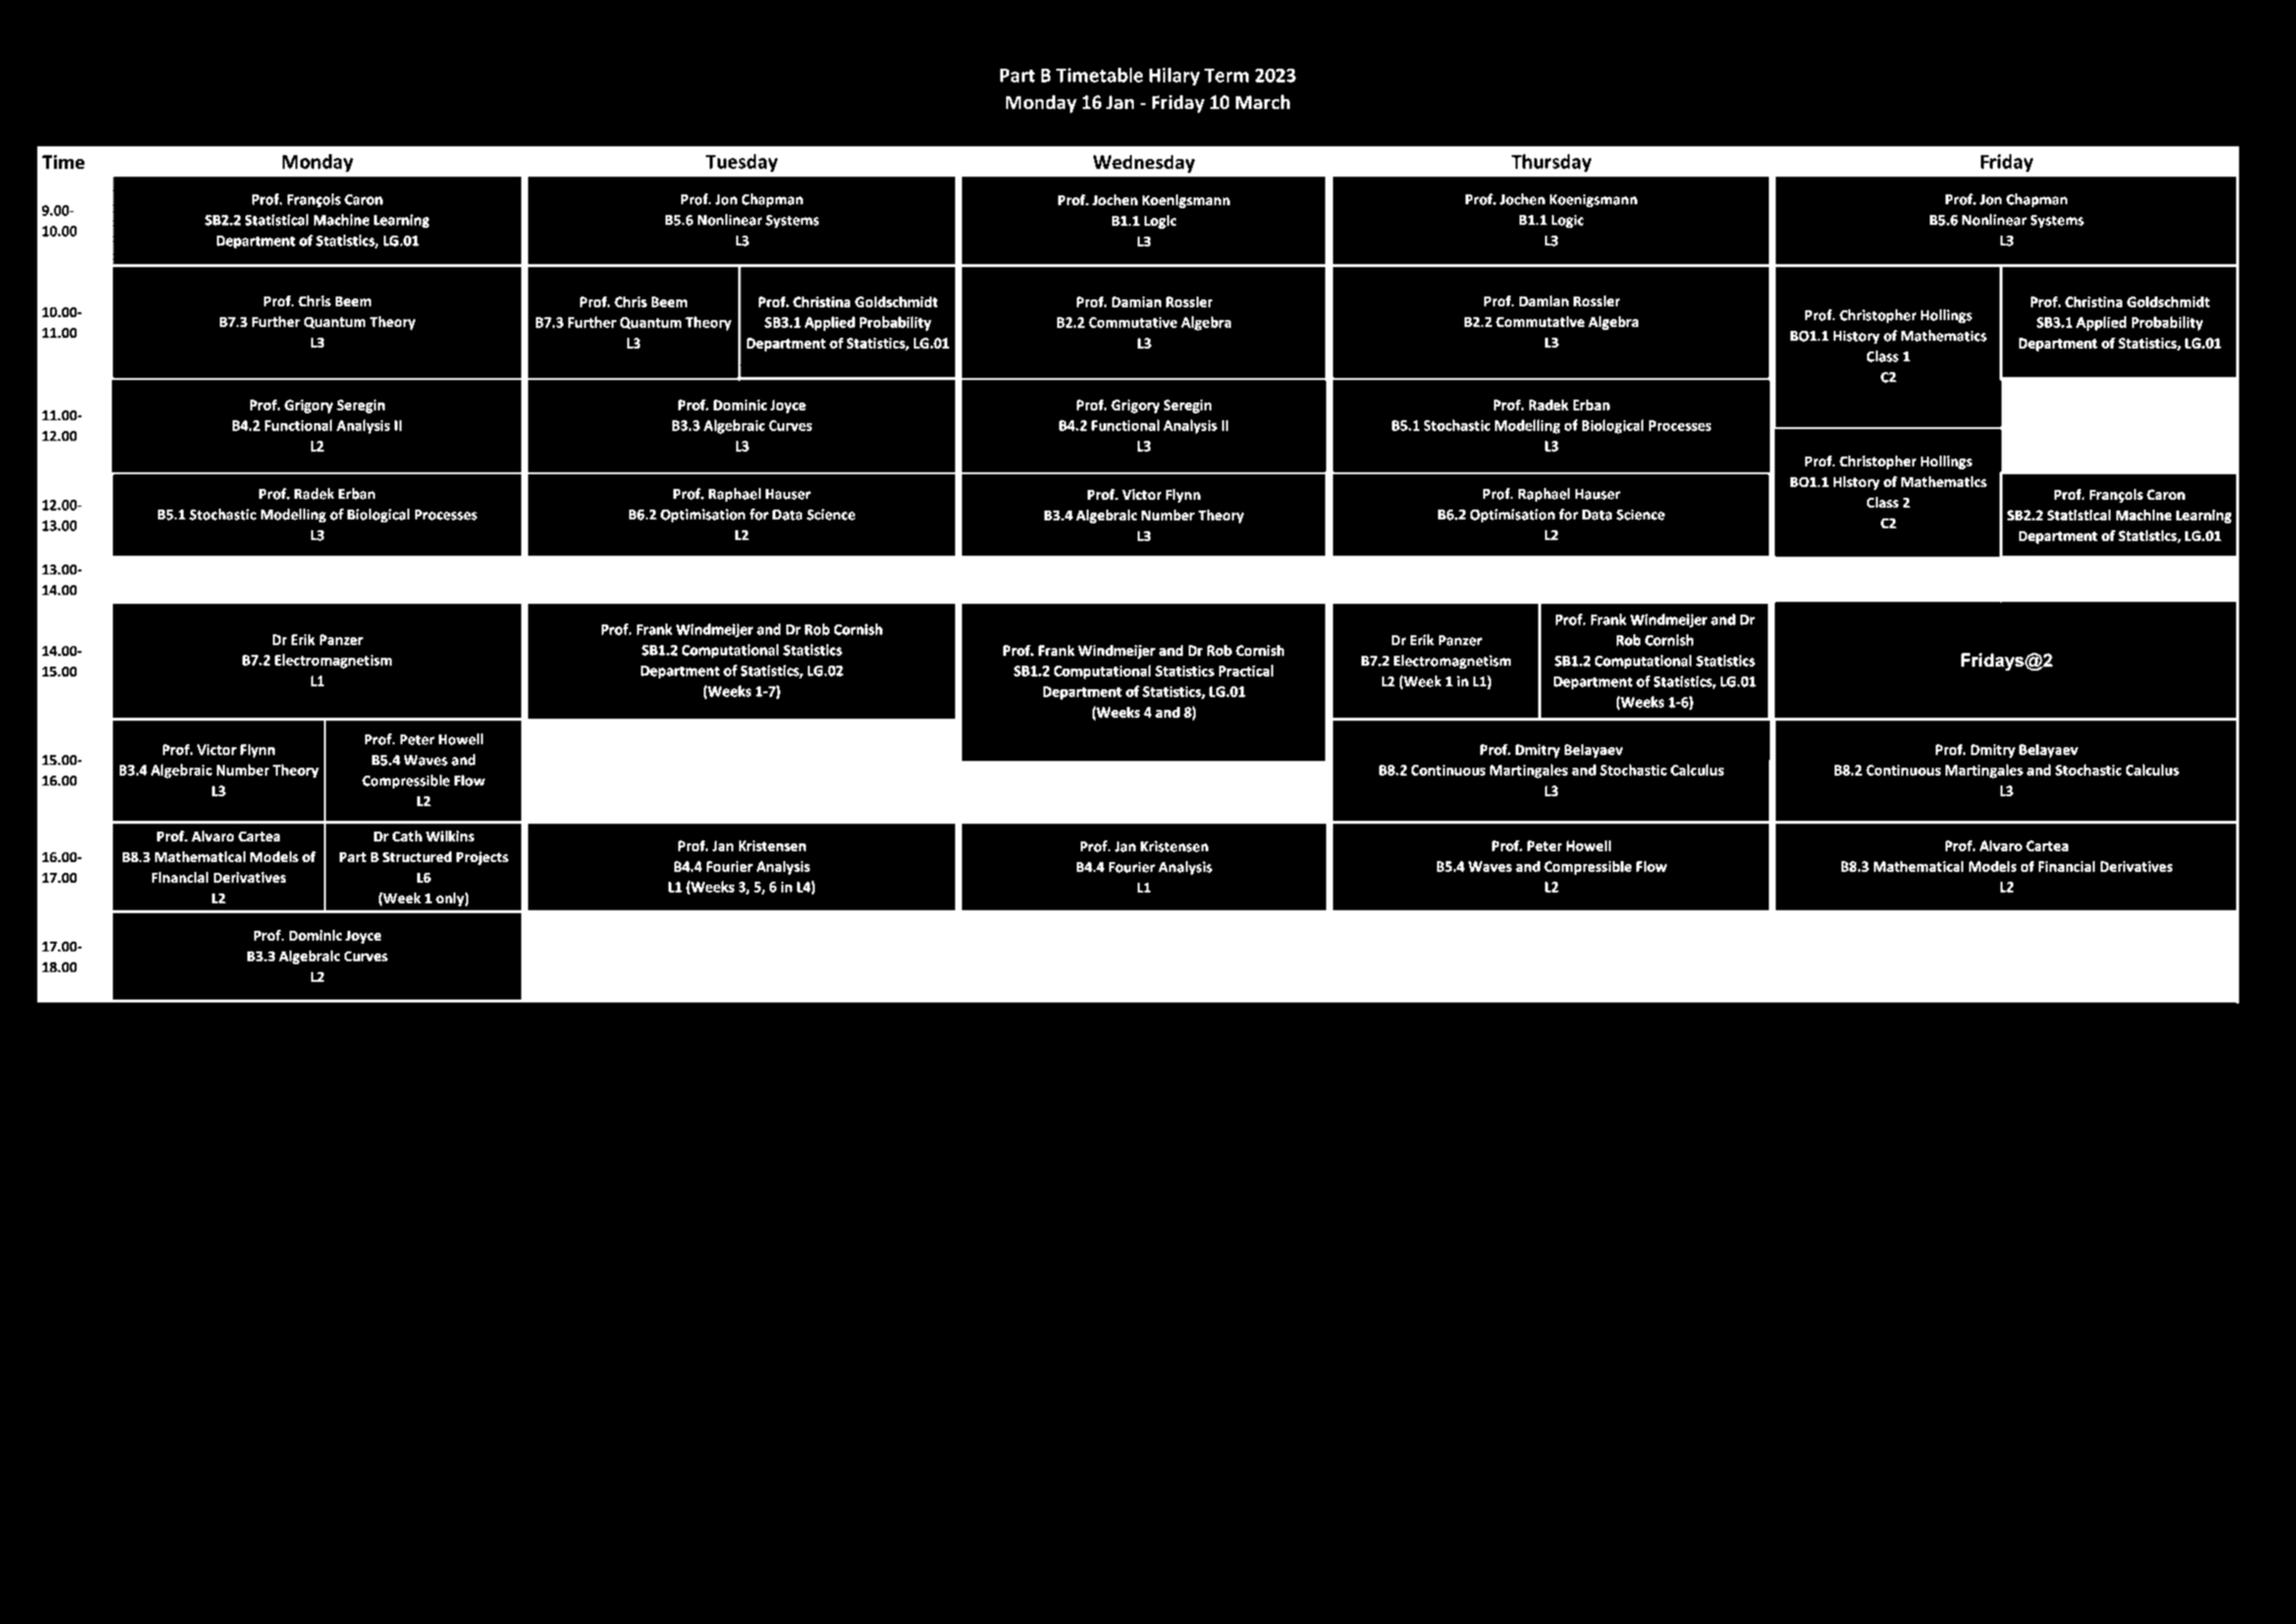 Part B Timetable Hilary Term 2023
Monday 16 Jan - Friday 10 March
Time
Monday
Tuesday
Wednesday
Thursday
Friday
9.00-
10.00
Prof. François Caron
SB2.2 Statistical Machine Learning
Department of Statistics, LG.01
Prof. Jon Chapman
B5.6 Nonlinear Systems
L3
Prof. Jochen Koenigsmann
B1.1 Logic
L3
Prof. Jochen Koenigsmann
B1.1 Logic
L3
Prof. Jon Chapman
B5.6 Nonlinear Systems
L3
10.00-
11.00
Prof. Chris Beem
B7.3 Further Quantum Theory
L3
Prof. Chris Beem
B7.3 Further Quantum Theory
L3
Prof. Christina Goldschmidt
SB3.1 Applied Probability
Department of Statistics, LG.01
Prof. Damian Rossler
B2.2 Commutative Algebra
L3
Prof. Damian Rossler
B2.2 Commutative Algebra
L3
Prof. Christopher Hollings
BO1.1 History of Mathematics
Class 1
C2
Prof. Christina Goldschmidt
SB3.1 Applied Probability
Department of Statistics, LG.01
11.00-
12.00
Prof. Grigory Seregin
B4.2 Functional Analysis II
L2
Prof. Dominic Joyce
B3.3 Algebraic Curves
L3
Prof. Grigory Seregin
B4.2 Functional Analysis II
L3
Prof. Radek Erban
B5.1 Stochastic Modelling of Biological Processes
L3
Prof. Christopher Hollings
BO1.1 History of Mathematics
Class 2
C2
12.00-
13.00
Prof. Radek Erban
B5.1 Stochastic Modelling of Biological Processes
L3
Prof. Raphael Hauser
B6.2 Optimisation for Data Science
L2
Prof. Victor Flynn
B3.4 Algebraic Number Theory
L3
Prof. Raphael Hauser
B6.2 Optimisation for Data Science
L2
Prof. François Caron
SB2.2 Statistical Machine Learning
Department of Statistics, LG.01
13.00-
14.00
14.00-
15.00
Dr Erik Panzer
B7.2 Electromagnetism
L1
Prof. Frank Windmeijer and Dr Rob Cornish
SB1.2 Computational Statistics
Department of Statistics, LG.02
(Weeks 1-7)
Prof. Frank Windmeijer and Dr Rob Cornish
SB1.2 Computational Statistics Practical
Department of Statistics, LG.01
(Weeks 4 and 8)
Dr Erik Panzer
B7.2 Electromagnetism
L2 (Week 1 in L1)
Prof. Frank Windmeijer and Dr
Rob Cornish
SB1.2 Computational Statistics
Department of Statistics, LG.01
(Weeks 1-6)
Fridays@2
15.00-
16.00
Prof. Victor Flynn
B3.4 Algebraic Number Theory
L3
Prof. Peter Howell
B5.4 Waves and
Compressible Flow
L2
Prof. Dmitry Belayaev
B8.2 Continuous Martingales and Stochastic Calculus
L3
Prof. Dmitry Belayaev
B8.2 Continuous Martingales and Stochastic Calculus
L3
16.00-
17.00
Prof. Alvaro Cartea
B8.3 Mathematical Models of
Financial Derivatives
L2
Dr Cath Wilkins
Part B Structured Projects
L6
(Week 1 only)
Prof. Jan Kristensen
B4.4 Fourier Analysis
L1 (Weeks 3, 5, 6 in L4)
Prof. Jan Kristensen
B4.4 Fourier Analysis
L1
Prof. Peter Howell
B5.4 Waves and Compressible Flow
L2
Prof. Alvaro Cartea
B8.3 Mathematical Models of Financial Derivatives
L2
17.00-
18.00
Prof. Dominic Joyce
B3.3 Algebraic Curves
L2